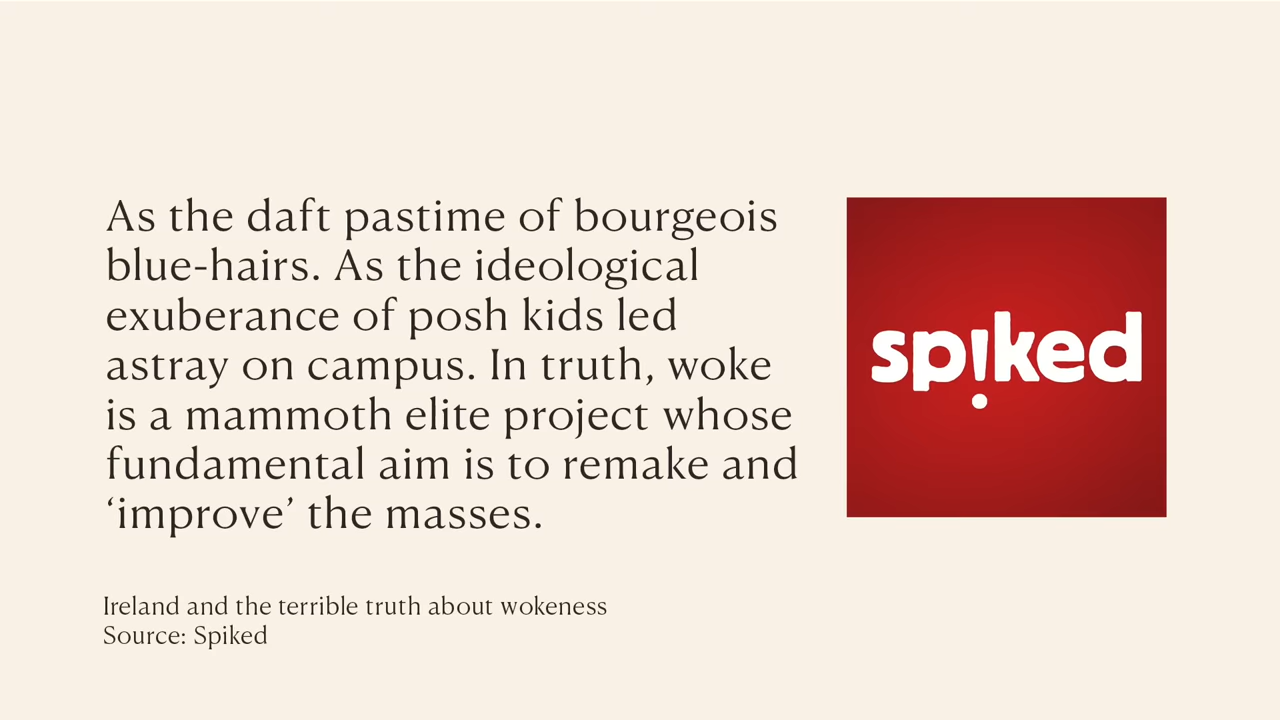 As the daft pastime of bourgeois
blue-hairs. As the ideological
exuberance of posh kids led
astray on campus. In truth, woke
is a mammoth elite project whose
fundamental aim is to remake and
‘improve’ the masses.
spiked
Ireland and the terrible truth about wokeness
Source: Spiked